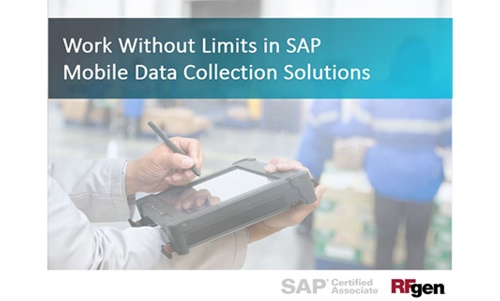 Work Without Limits in SAP
Mobile Data Collection Solutions
SAP® Certified
Associate
RFgen